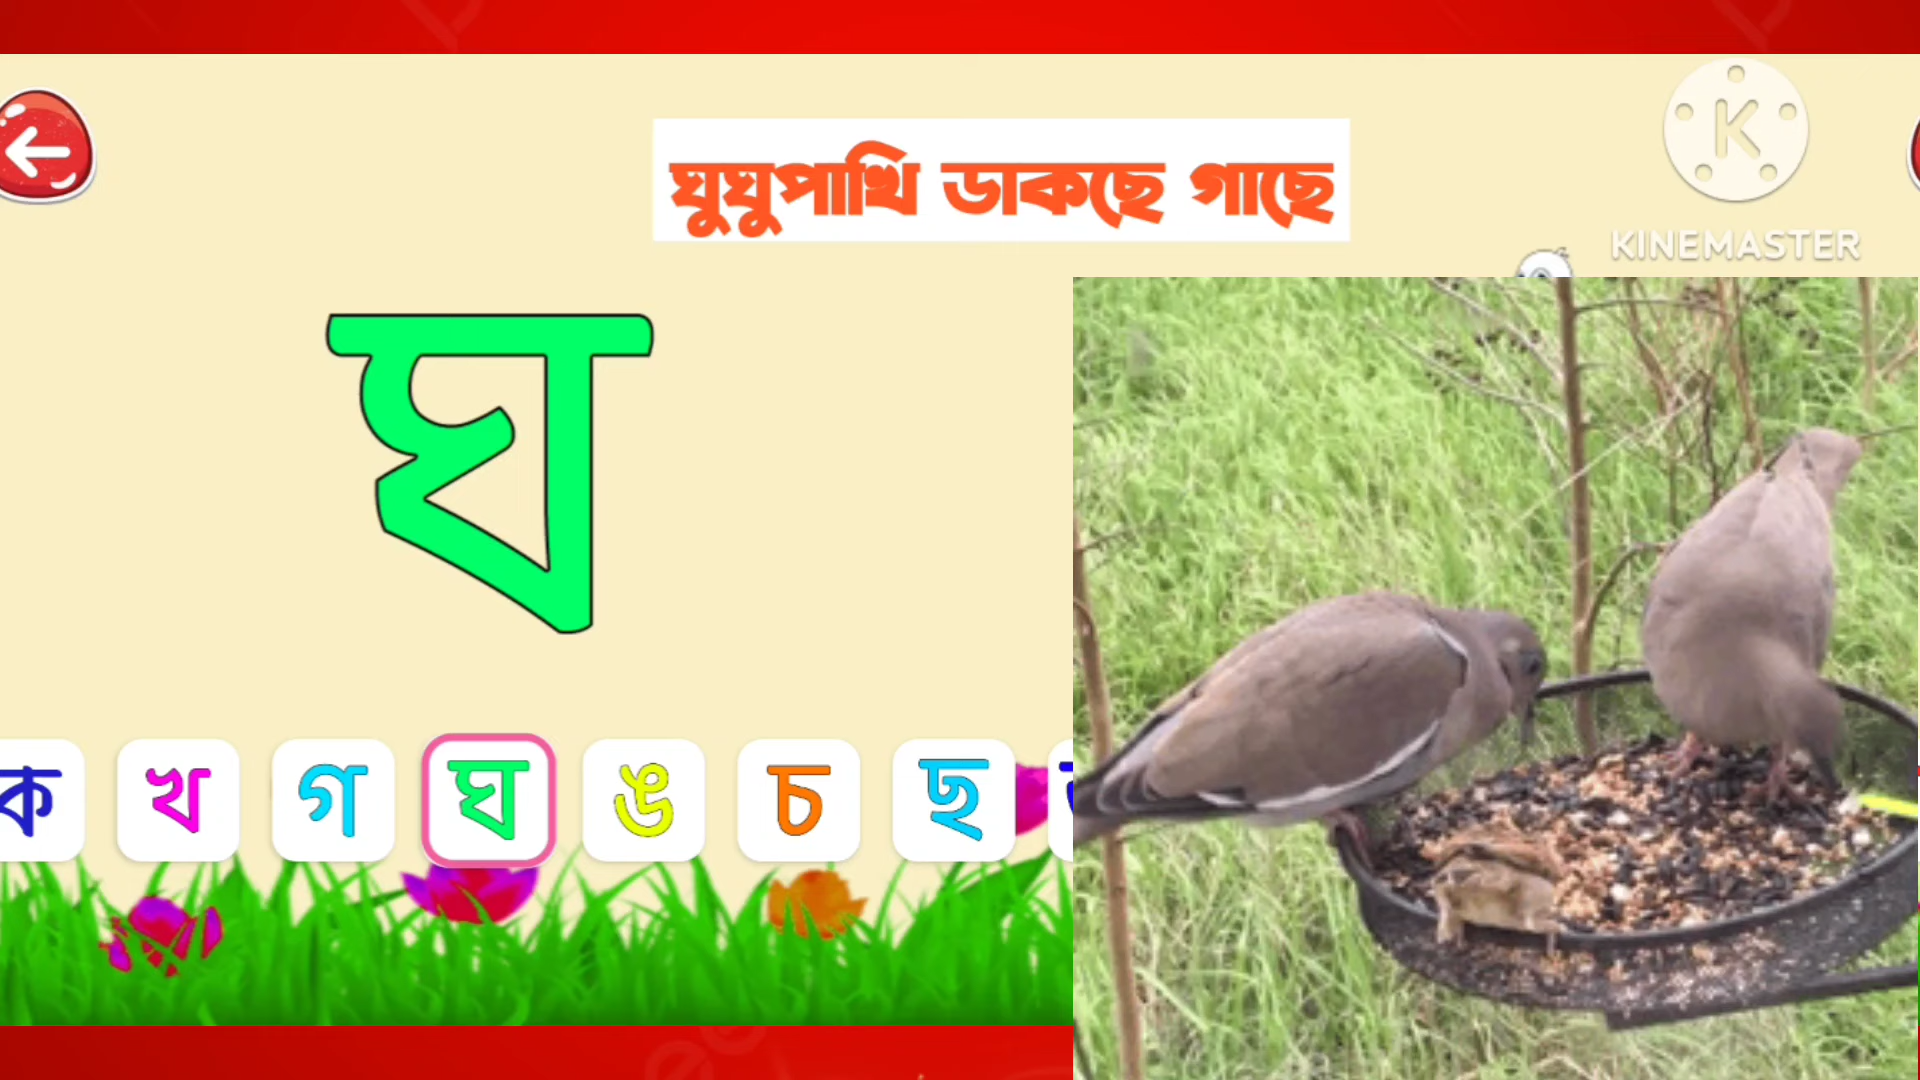 ঘুঘুপাখি ডাকছে গাছে
K
KINEMASTER
ঘ
ক খ গ ঘ ঙ চ ছ